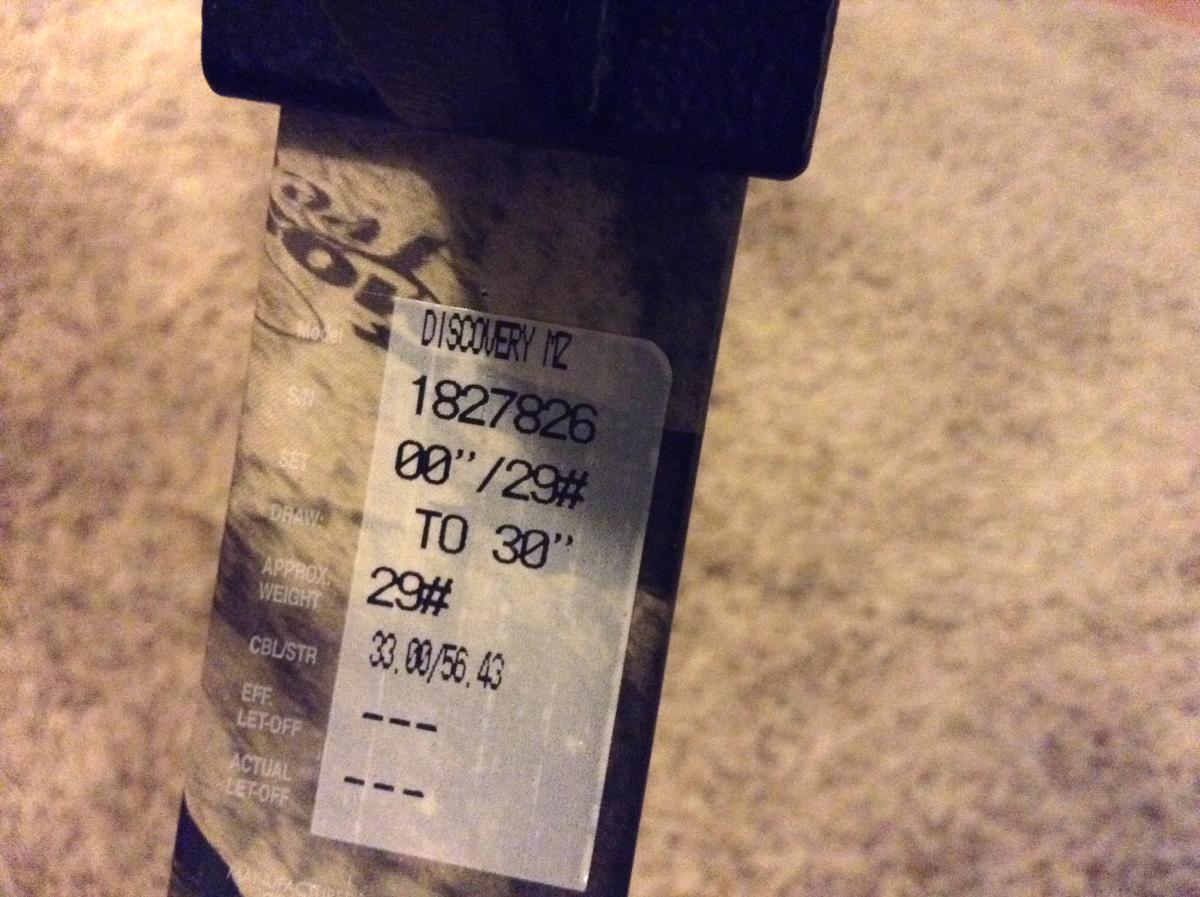 Model DISCOVERY MZ
S/N 1827826
SET 00"/29#
DRAW: TO 30"
APPROX. WEIGHT 29#
CBL/STR 33.00/56.43
EFF. LET-OFF ---
ACTUAL LET-OFF ---